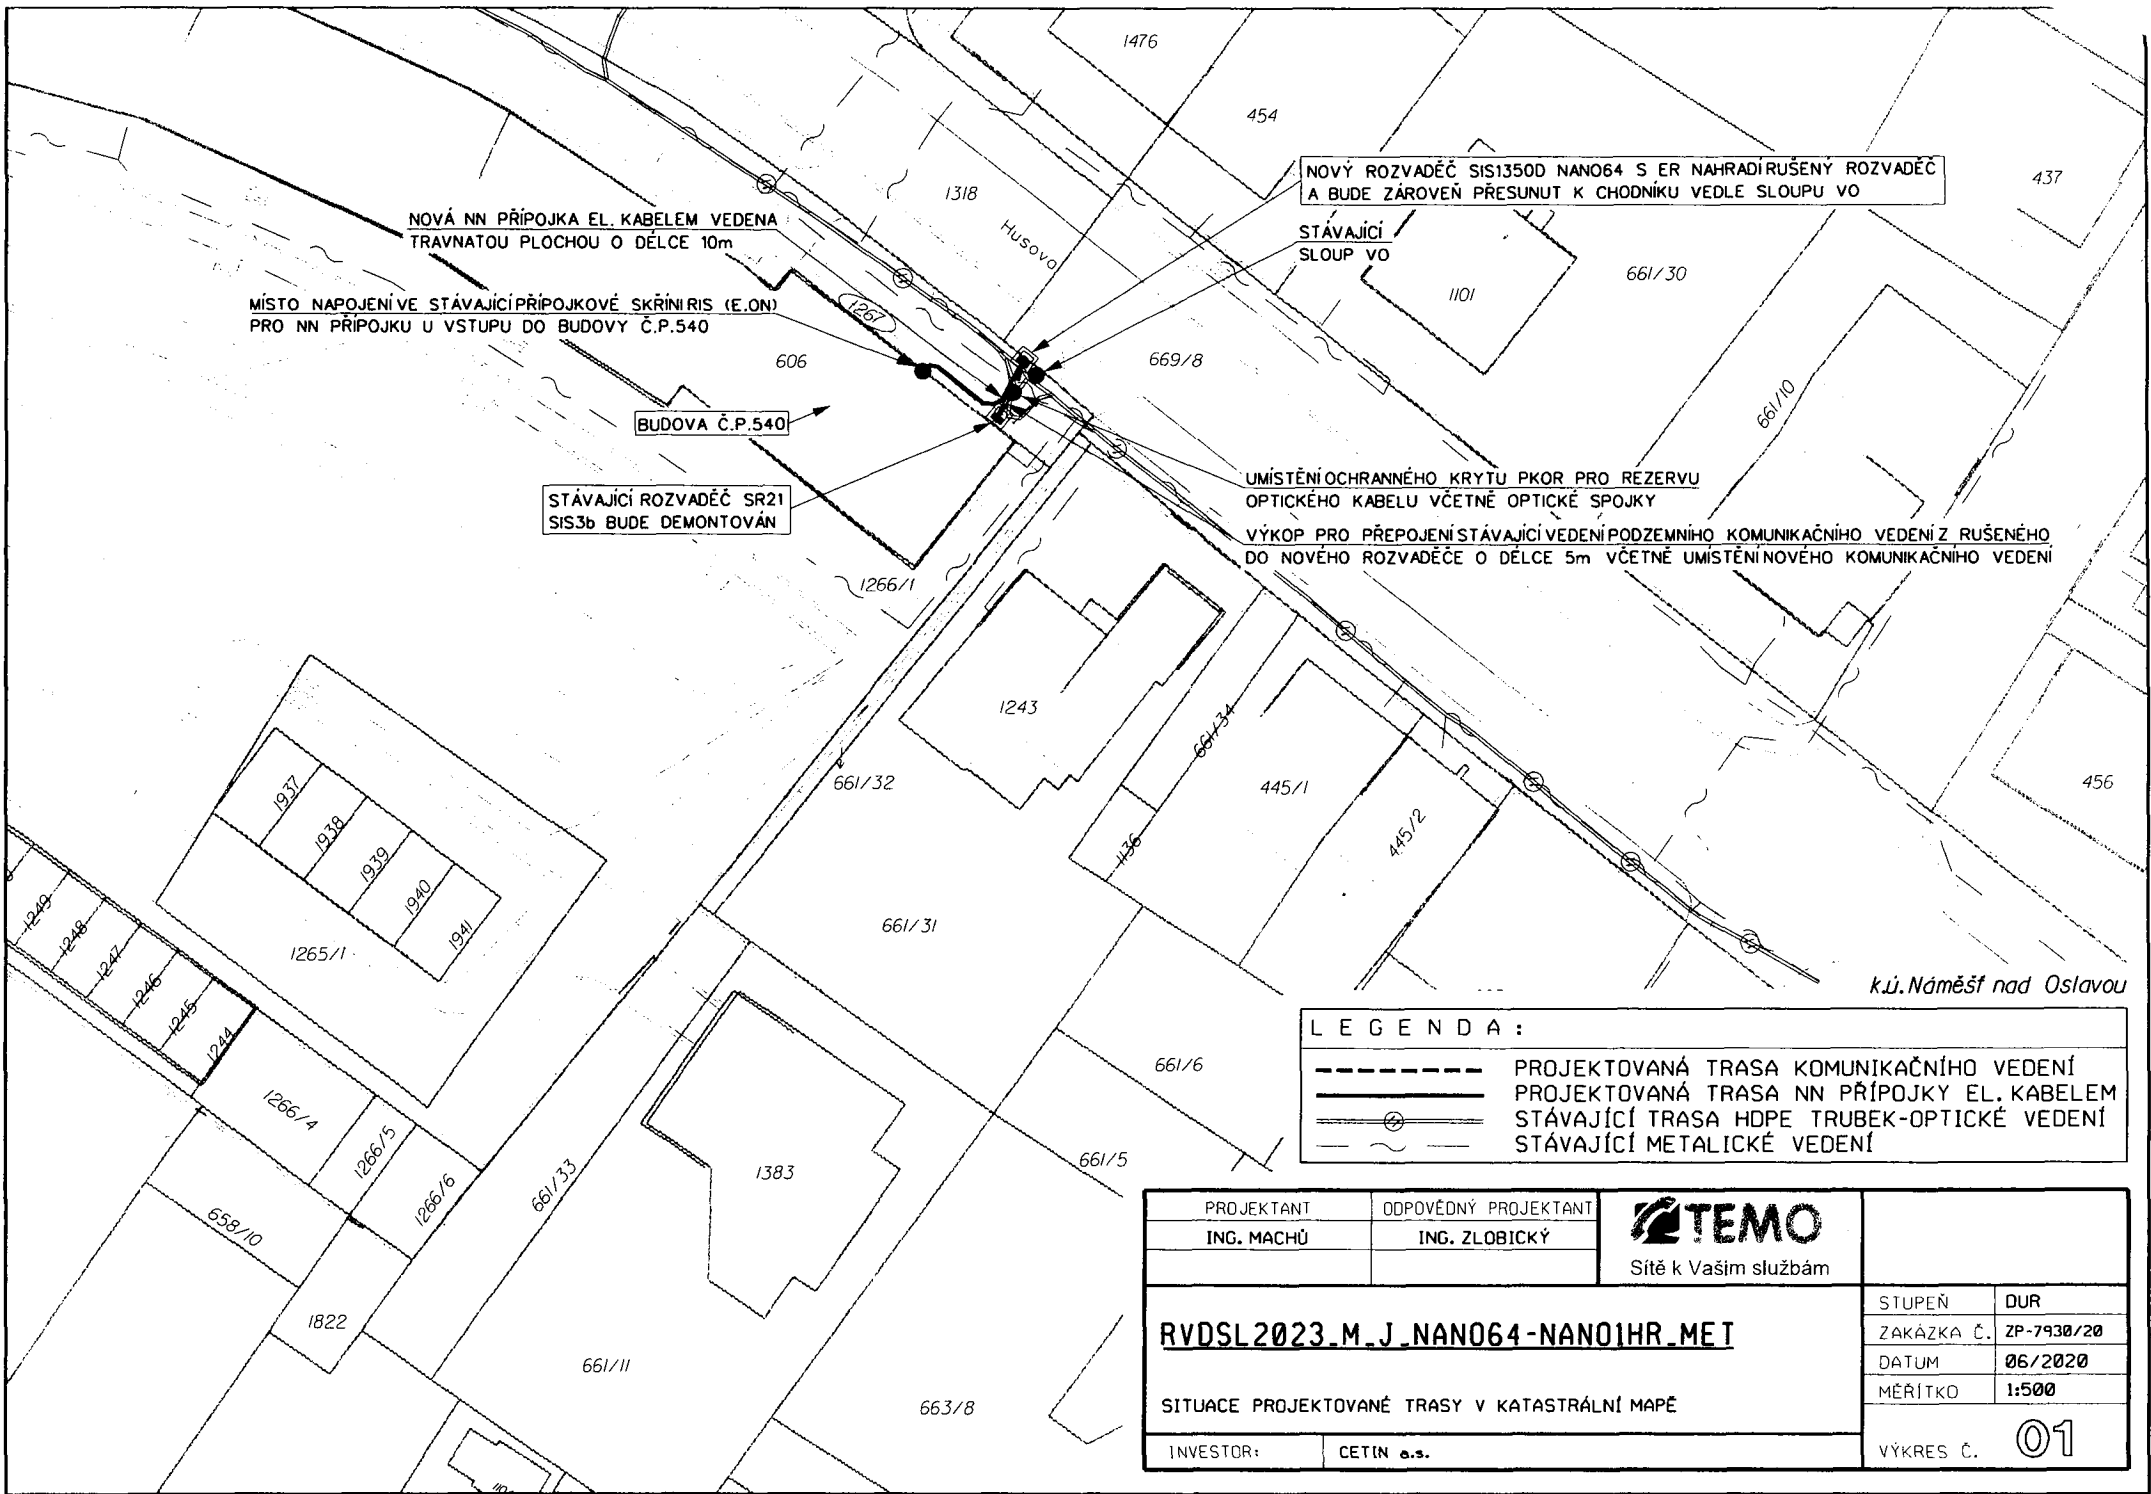 1476
454
437
NOVÝ ROZVADĚČ SIS1350D NANO64 S ER NAHRADÍ RUŠENÝ ROZVADĚČ
A BUDE ZÁROVEŇ PŘESUNUT K CHODNÍKU VEDLE SLOUPU VO
1318
Husova
NOVÁ NN PŘÍPOJKA EL. KABELEM VEDENA
TRAVNATOU PLOCHOU O DÉLCE 10m
STÁVAJÍCÍ
SLOUP VO
661/30
1101
MÍSTO NAPOJENÍ VE STÁVAJÍCÍ PŘÍPOJKOVÉ SKŘÍNI RIS (E.ON)
PRO NN PŘÍPOJKU U VSTUPU DO BUDOVY Č.P.540
1267
606
669/8
661/10
BUDOVA Č.P.540
UMÍSTĚNÍ OCHRANNÉHO KRYTU PKOR PRO REZERVU
OPTICKÉHO KABELU VČETNĚ OPTICKÉ SPOJKY
STÁVAJÍCÍ ROZVADĚČ SR21
SIS3b BUDE DEMONTOVÁN
VÝKOP PRO PŘEPOJENÍ STÁVAJÍCÍ VEDENÍ PODZEMNÍHO KOMUNIKAČNÍHO VEDENÍ Z RUŠENÉHO
DO NOVÉHO ROZVADĚČE O DÉLCE 5m VČETNĚ UMÍSTĚNÍ NOVÉHO KOMUNIKAČNÍHO VEDENÍ
1266/1
1243
661/34
661/32
445/1
456
445/2
1136
1937
1938
1939
1940
1941
1249
1248
1247
1246
1245
1244
1265/1
661/31
k.ú. Náměšť nad Oslavou
LEGENDA:
PROJEKTOVANÁ TRASA KOMUNIKAČNÍHO VEDENÍ
PROJEKTOVANÁ TRASA NN PŘÍPOJKY EL. KABELEM
STÁVAJÍCÍ TRASA HDPE TRUBEK-OPTICKÉ VEDENÍ
STÁVAJÍCÍ METALICKÉ VEDENÍ
661/6
1266/4
1266/5
1266/6
661/33
1383
661/5
658/10
1822
661/11
663/8
PROJEKTANT
ODPOVĚDNÝ PROJEKTANT
ING. MACHŮ
ING. ZLOBICKÝ
TEMO
Sítě k Vašim službám
RVDSL2023_M_J_NANO64-NANO1HR_MET
SITUACE PROJEKTOVANÉ TRASY V KATASTRÁLNÍ MAPĚ
INVESTOR: CETIN a.s.
STUPEŇ DUR
ZAKÁZKA Č. ZP-7930/20
DATUM 06/2020
MĚŘÍTKO 1:500
VÝKRES Č. 01